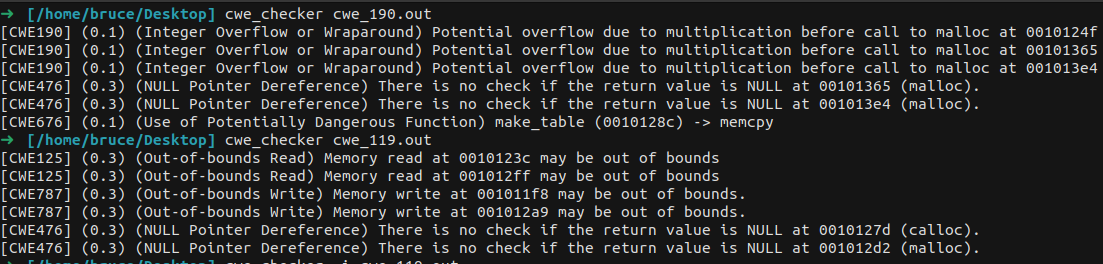 ➜ [/home/bruce/Desktop] cwe_checker cwe_190.out
[CWE190] (0.1) (Integer Overflow or Wraparound) Potential overflow due to multiplication before call to malloc at 0010124f
[CWE190] (0.1) (Integer Overflow or Wraparound) Potential overflow due to multiplication before call to malloc at 00101365
[CWE190] (0.1) (Integer Overflow or Wraparound) Potential overflow due to multiplication before call to malloc at 001013e4
[CWE476] (0.3) (NULL Pointer Dereference) There is no check if the return value is NULL at 00101365 (malloc).
[CWE476] (0.3) (NULL Pointer Dereference) There is no check if the return value is NULL at 001013e4 (malloc).
[CWE676] (0.1) (Use of Potentially Dangerous Function) make_table (0010128c) -> memcpy
➜ [/home/bruce/Desktop] cwe_checker cwe_119.out
[CWE125] (0.3) (Out-of-bounds Read) Memory read at 0010123c may be out of bounds
[CWE125] (0.3) (Out-of-bounds Read) Memory read at 001012ff may be out of bounds
[CWE787] (0.3) (Out-of-bounds Write) Memory write at 001011f8 may be out of bounds.
[CWE787] (0.3) (Out-of-bounds Write) Memory write at 001012a9 may be out of bounds.
[CWE476] (0.3) (NULL Pointer Dereference) There is no check if the return value is NULL at 0010127d (calloc).
[CWE476] (0.3) (NULL Pointer Dereference) There is no check if the return value is NULL at 001012d2 (malloc).